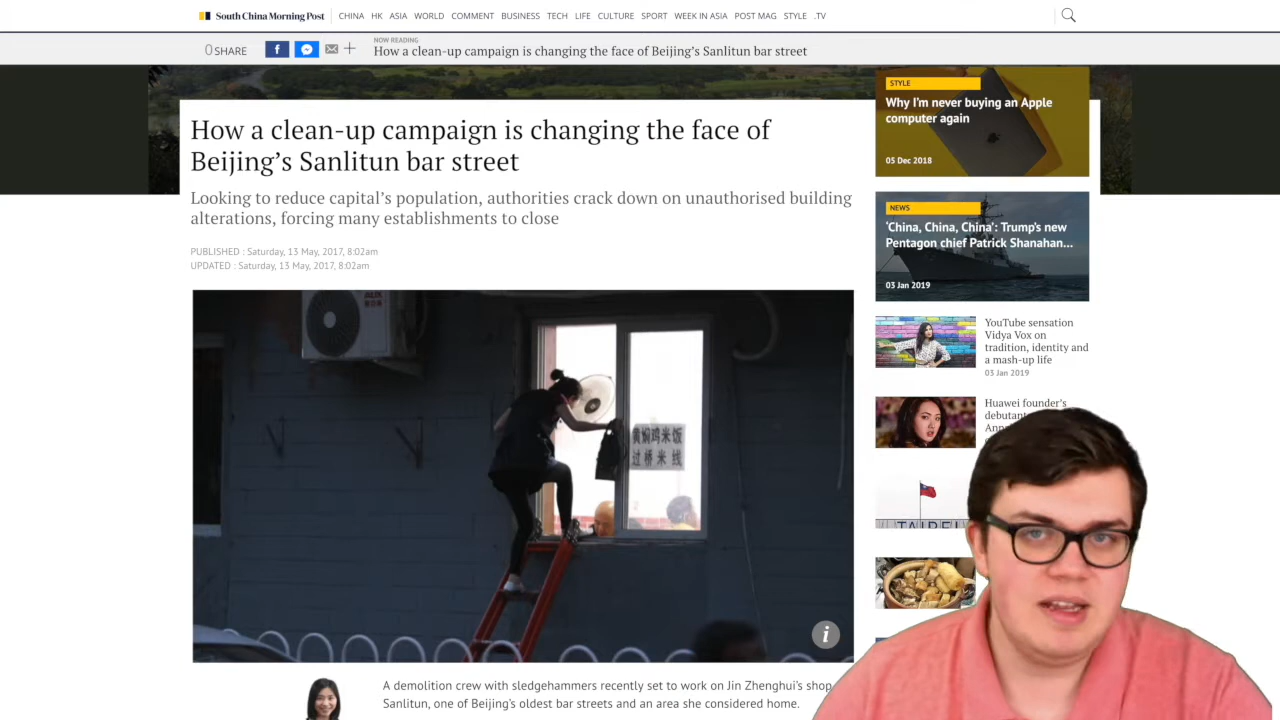 South China Morning Post
CHINA HK ASIA WORLD COMMENT BUSINESS TECH LIFE CULTURE SPORT WEEK IN ASIA POST MAG STYLE .TV
0 SHARE
NOW READING
How a clean-up campaign is changing the face of Beijing's Sanlitun bar street
How a clean-up campaign is changing the face of
Beijing's Sanlitun bar street
Looking to reduce capital's population, authorities crack down on unauthorised building
alterations, forcing many establishments to close
PUBLISHED : Saturday, 13 May, 2017, 8:02am
UPDATED : Saturday, 13 May, 2017, 8:02am
AUX
黄焖鸡米饭
过桥米线
A demolition crew with sledgehammers recently set to work on Jin Zhenghui's shop
Sanlitun, one of Beijing's oldest bar streets and an area she considered home.
STYLE
Why I'm never buying an Apple
computer again
05 Dec 2018
NEWS
'China, China, China': Trump's new
Pentagon chief Patrick Shanahan...
03 Jan 2019
YouTube sensation
Vidya Vox on
tradition, identity and
a mash-up life
03 Jan 2019
Huawei founder's
TAIPEI